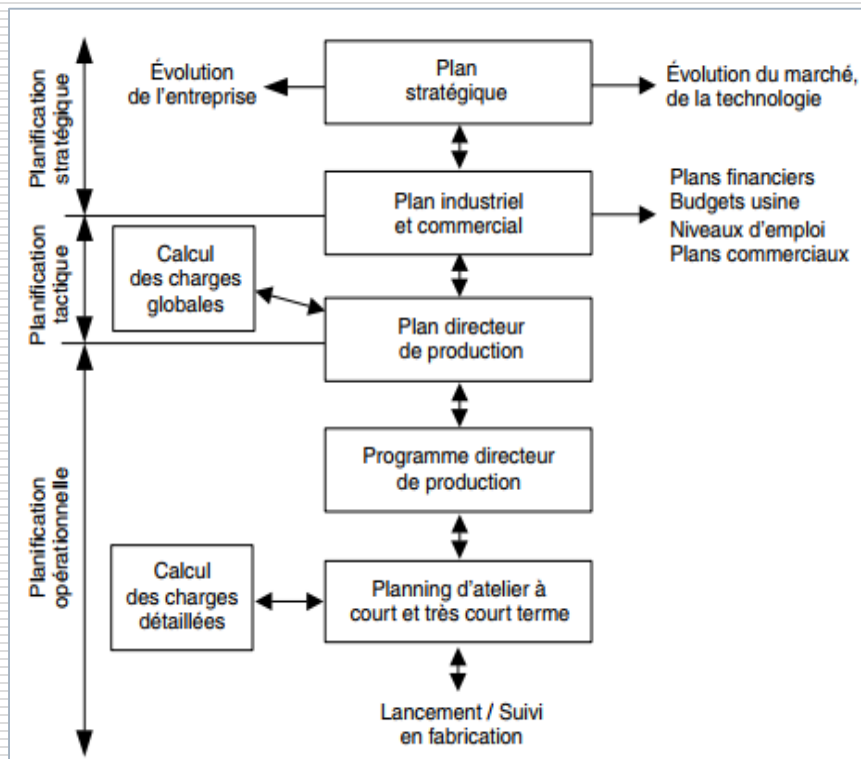 Évolution
de l'entreprise
Plan
stratégique
Évolution du marché,
de la technologie
Planification
stratégique
Plan industriel
et commercial
Plans financiers
Budgets usine
Niveaux d'emploi
Plans commerciaux
Planification
tactique
Calcul
des charges
globales
Plan directeur
de production
Programme directeur
de production
Planification
opérationnelle
Calcul
des charges
détaillées
Planning d'atelier à
court et très court terme
Lancement / Suivi
en fabrication